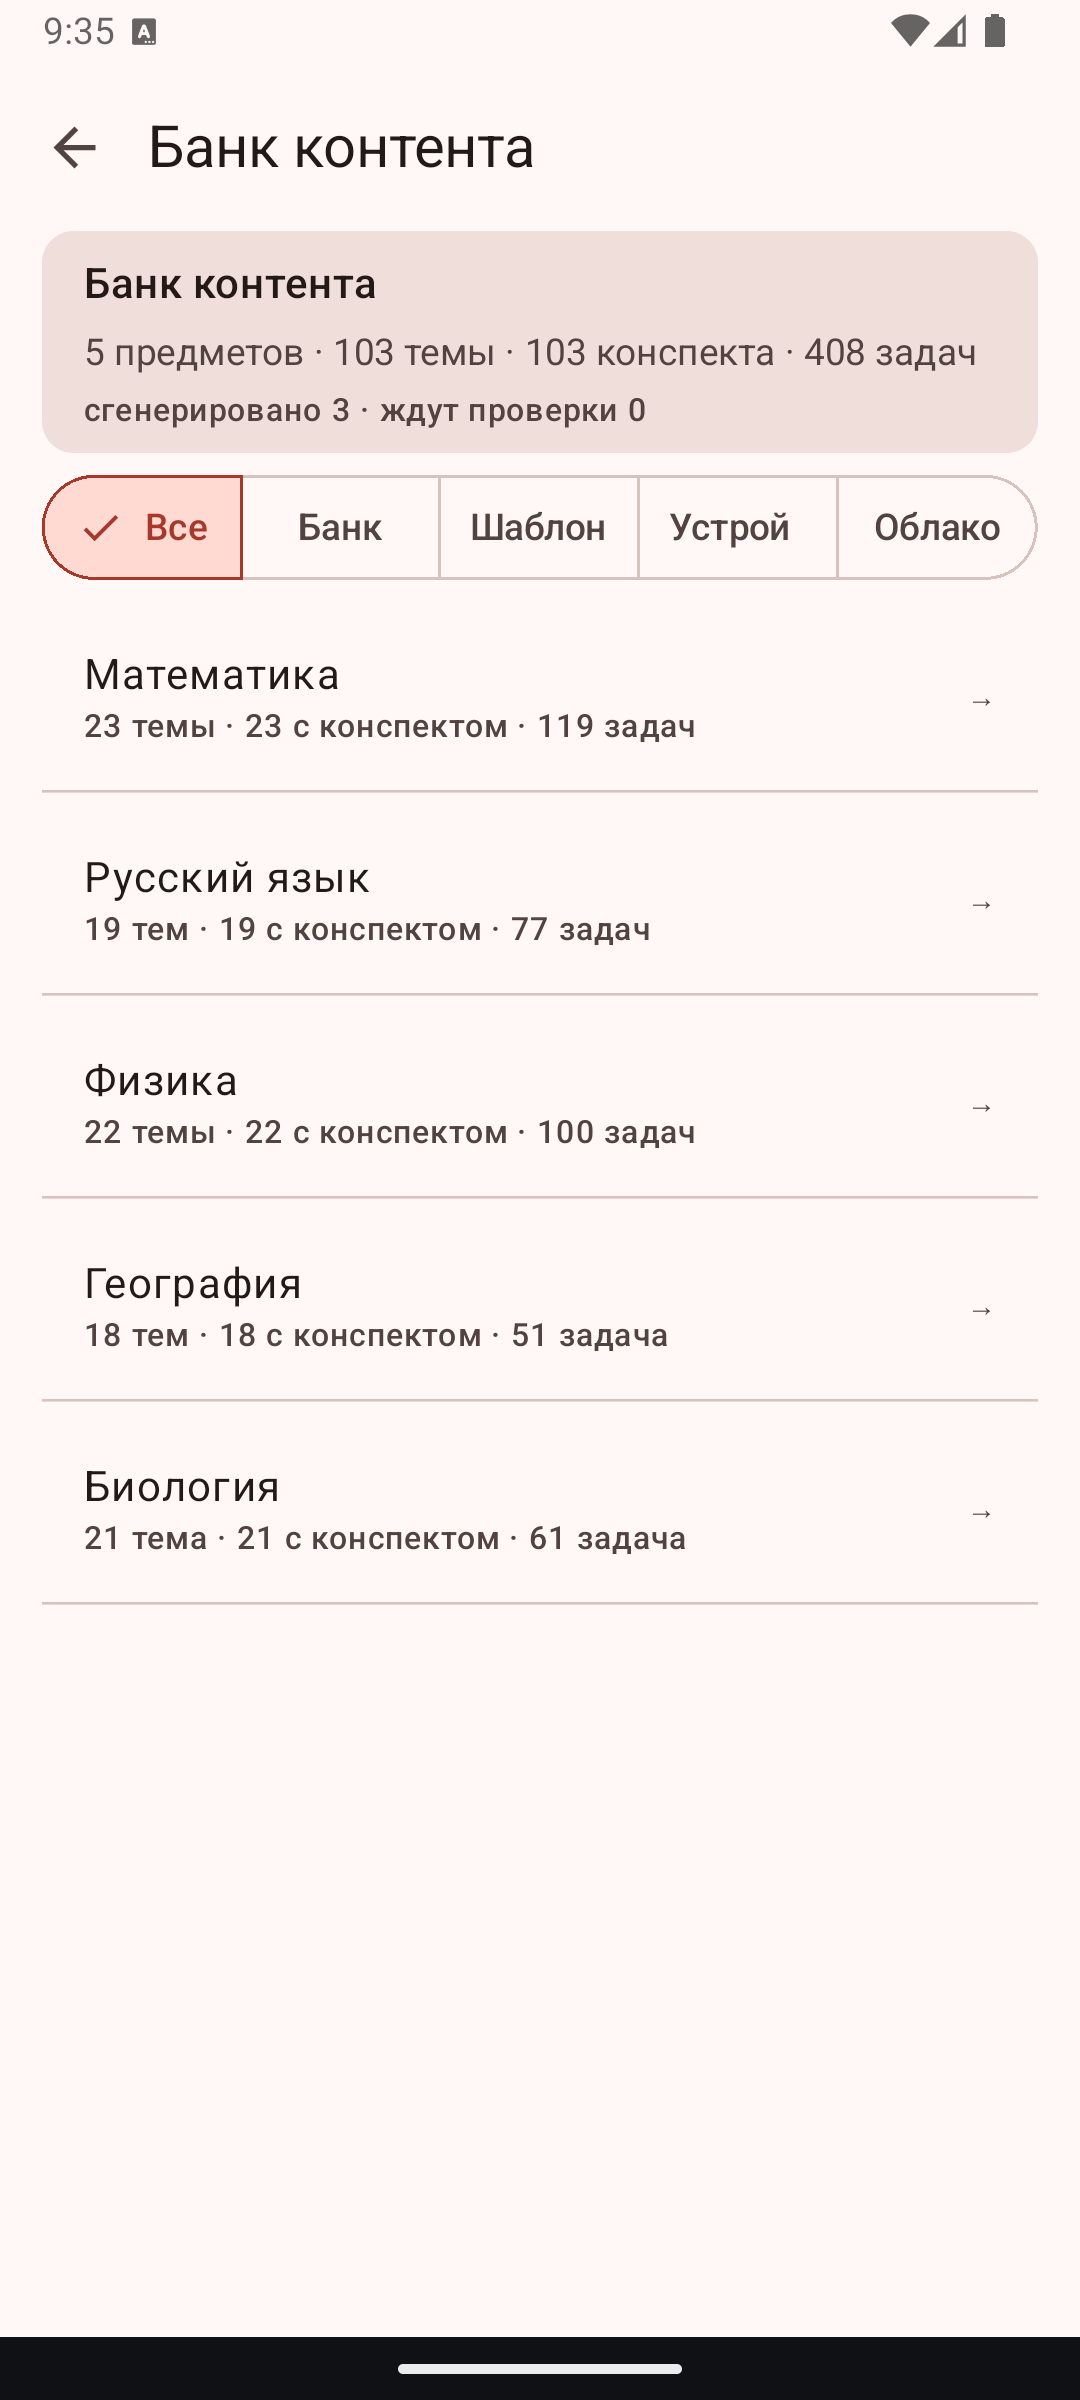 9:35
Банк контента
Банк контента
5 предметов · 103 темы · 103 конспекта · 408 задач
сгенерировано 3 · ждут проверки 0
Все Банк Шаблон Устрой Облако
Математика
23 темы · 23 с конспектом · 119 задач →
Русский язык
19 тем · 19 с конспектом · 77 задач →
Физика
22 темы · 22 с конспектом · 100 задач →
География
18 тем · 18 с конспектом · 51 задача →
Биология
21 тема · 21 с конспектом · 61 задача →